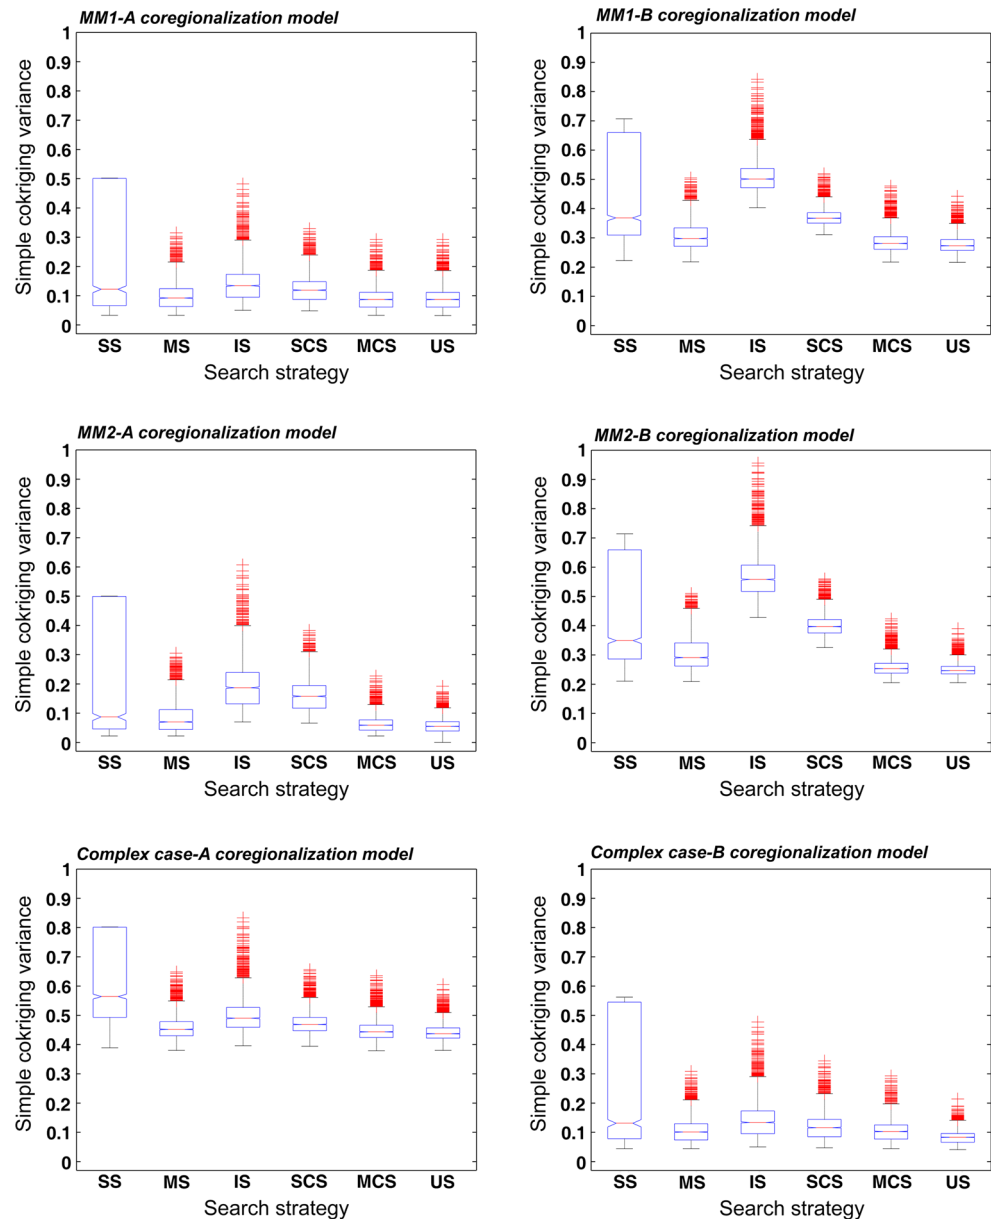 MM1-A coregionalization model
Simple cokriging variance
1
0.9
0.8
0.7
0.6
0.5
0.4
0.3
0.2
0.1
0
SS MS IS SCS MCS US
Search strategy
MM1-B coregionalization model
Simple cokriging variance
1
0.9
0.8
0.7
0.6
0.5
0.4
0.3
0.2
0.1
0
SS MS IS SCS MCS US
Search strategy
MM2-A coregionalization model
Simple cokriging variance
1
0.9
0.8
0.7
0.6
0.5
0.4
0.3
0.2
0.1
0
SS MS IS SCS MCS US
Search strategy
MM2-B coregionalization model
Simple cokriging variance
1
0.9
0.8
0.7
0.6
0.5
0.4
0.3
0.2
0.1
0
SS MS IS SCS MCS US
Search strategy
Complex case-A coregionalization model
Simple cokriging variance
1
0.9
0.8
0.7
0.6
0.5
0.4
0.3
0.2
0.1
0
SS MS IS SCS MCS US
Search strategy
Complex case-B coregionalization model
Simple cokriging variance
1
0.9
0.8
0.7
0.6
0.5
0.4
0.3
0.2
0.1
0
SS MS IS SCS MCS US
Search strategy